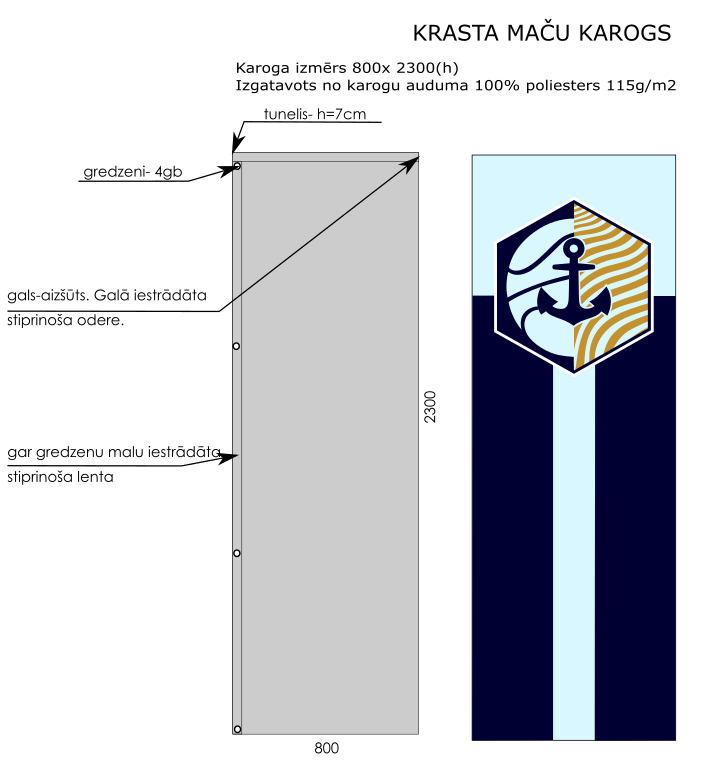 KRASTA MAČU KAROGS
Karoga izmērs 800x 2300(h)
Izgatavots no karogu auduma 100% poliesters 115g/m2
tunelis- h=7cm
gredzeni- 4gb
gals-aizšūts. Galā iestrādāta
stiprinoša odere.
2300
gar gredzenu malu iestrādāta
stiprinoša lenta
800